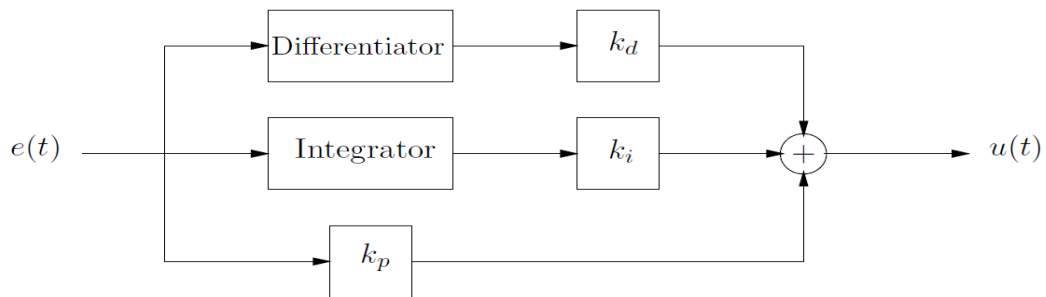 Differentiator
k_d
e(t)
Integrator
k_i
+
u(t)
k_p